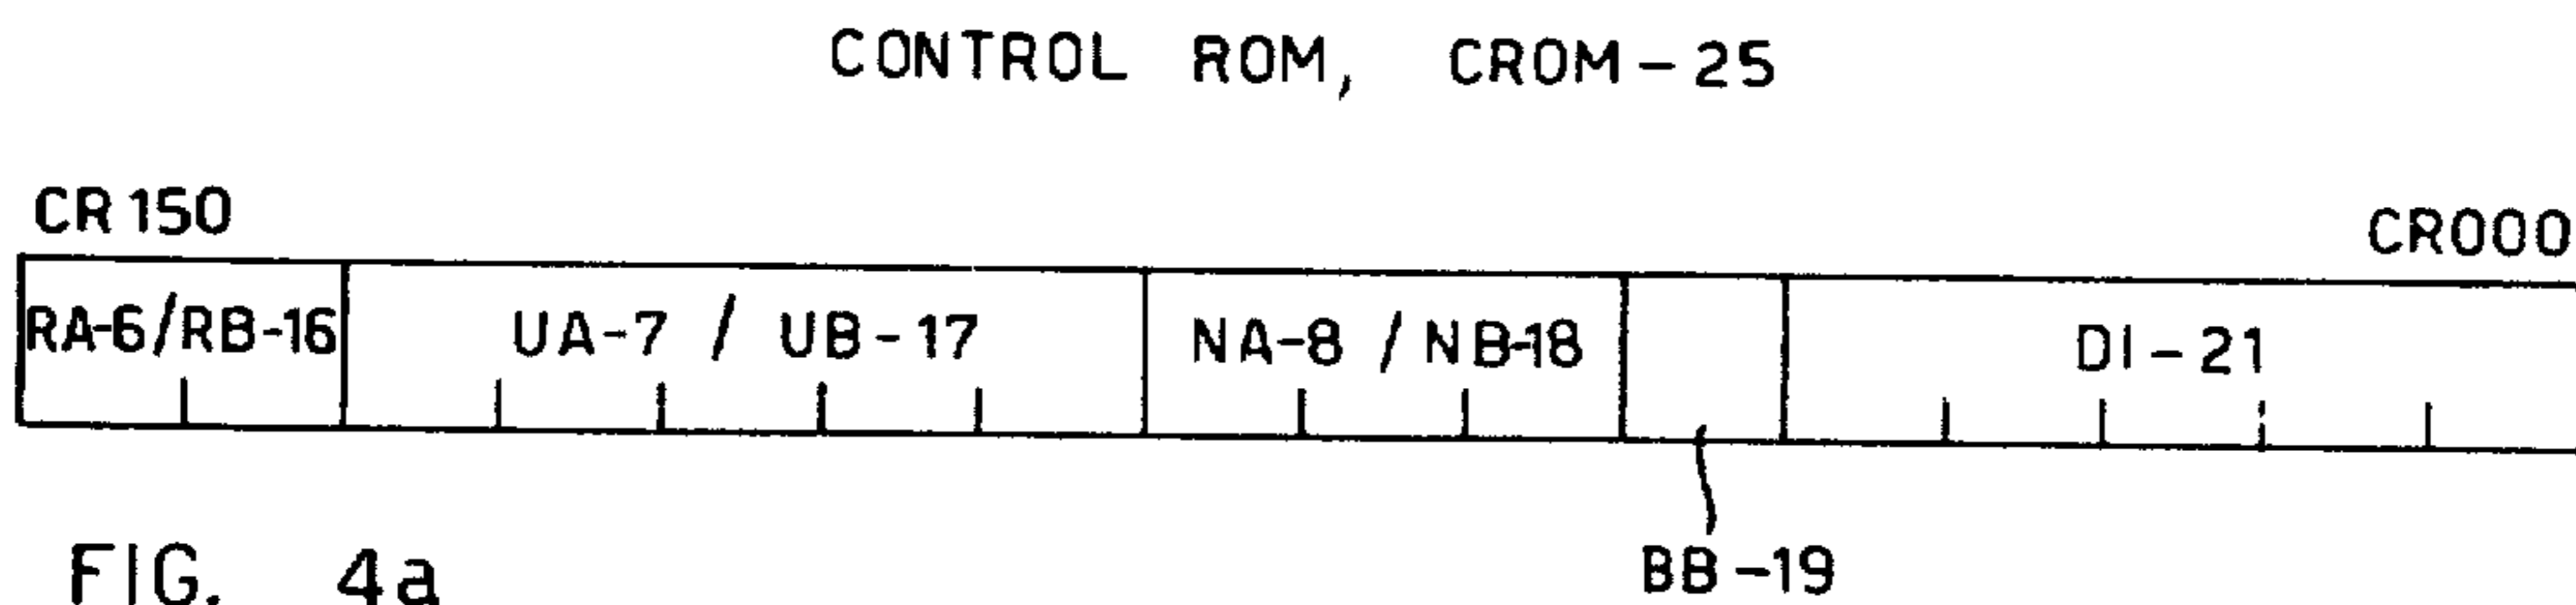 CONTROL ROM, CROM-25
CR150 CR000
RA-6/RB-16 UA-7 / UB-17 NA-8 / NB-18 DI-21
BB-19
FIG. 4a